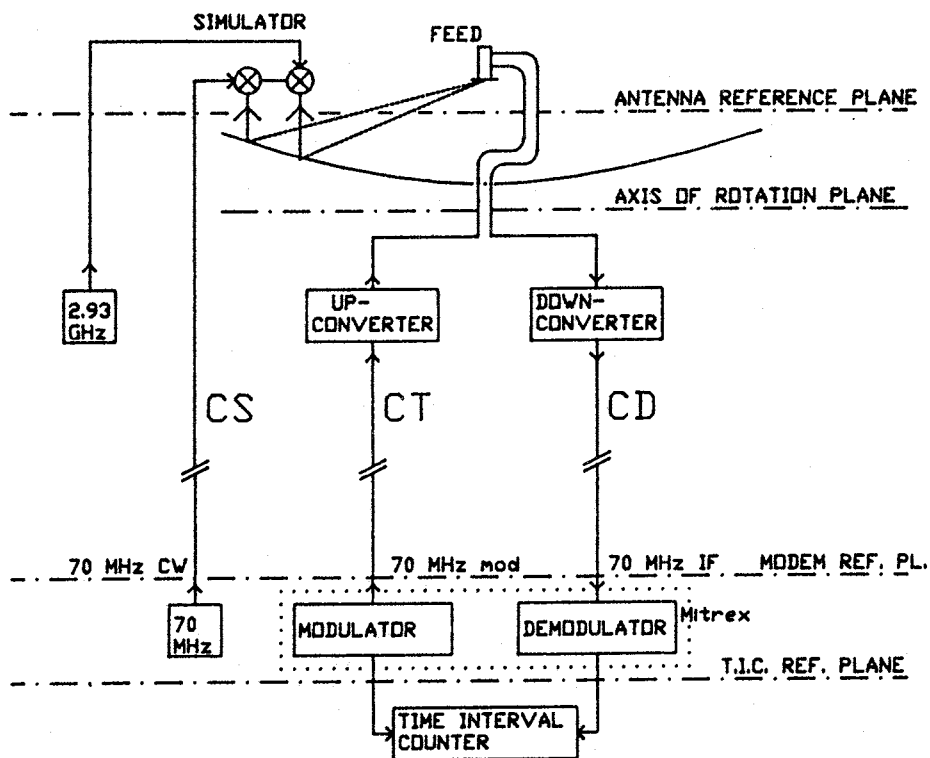 SIMULATOR
FEED
ANTENNA REFERENCE PLANE
AXIS OF ROTATION PLANE
2.93
GHz
UP-
CONVERTER
DOWN-
CONVERTER
CS
CT
CD
70 MHz CW
70 MHz mod
70 MHz IF
MODEM REF. PL.
70
MHz
MODULATOR
DEMODULATOR
Mitrex
T.I.C. REF. PLANE
TIME INTERVAL
COUNTER